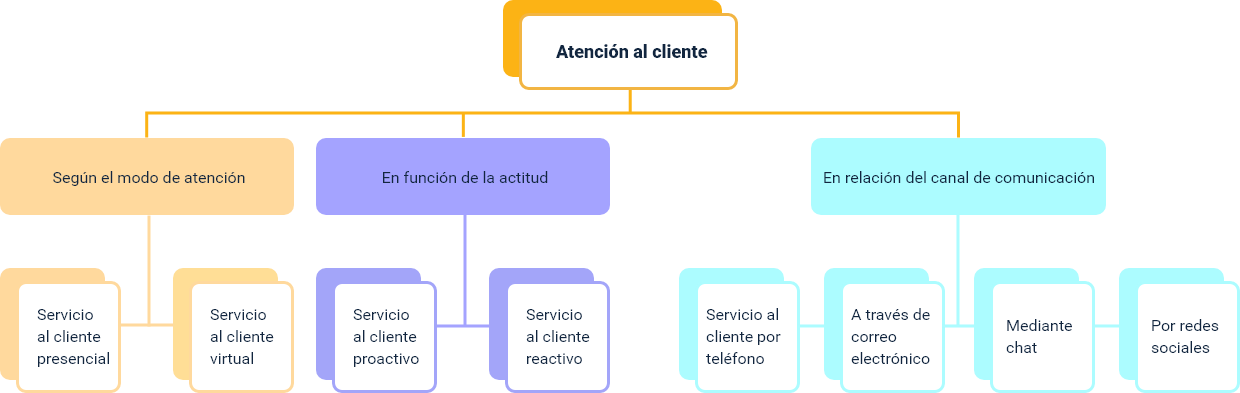 Atención al cliente
Según el modo de atención
En función de la actitud
En relación del canal de comunicación
Servicio
al cliente
presencial
Servicio
al cliente
virtual
Servicio
al cliente
proactivo
Servicio
al cliente
reactivo
Servicio al
cliente por
teléfono
A través de
correo
electrónico
Mediante
chat
Por redes
sociales